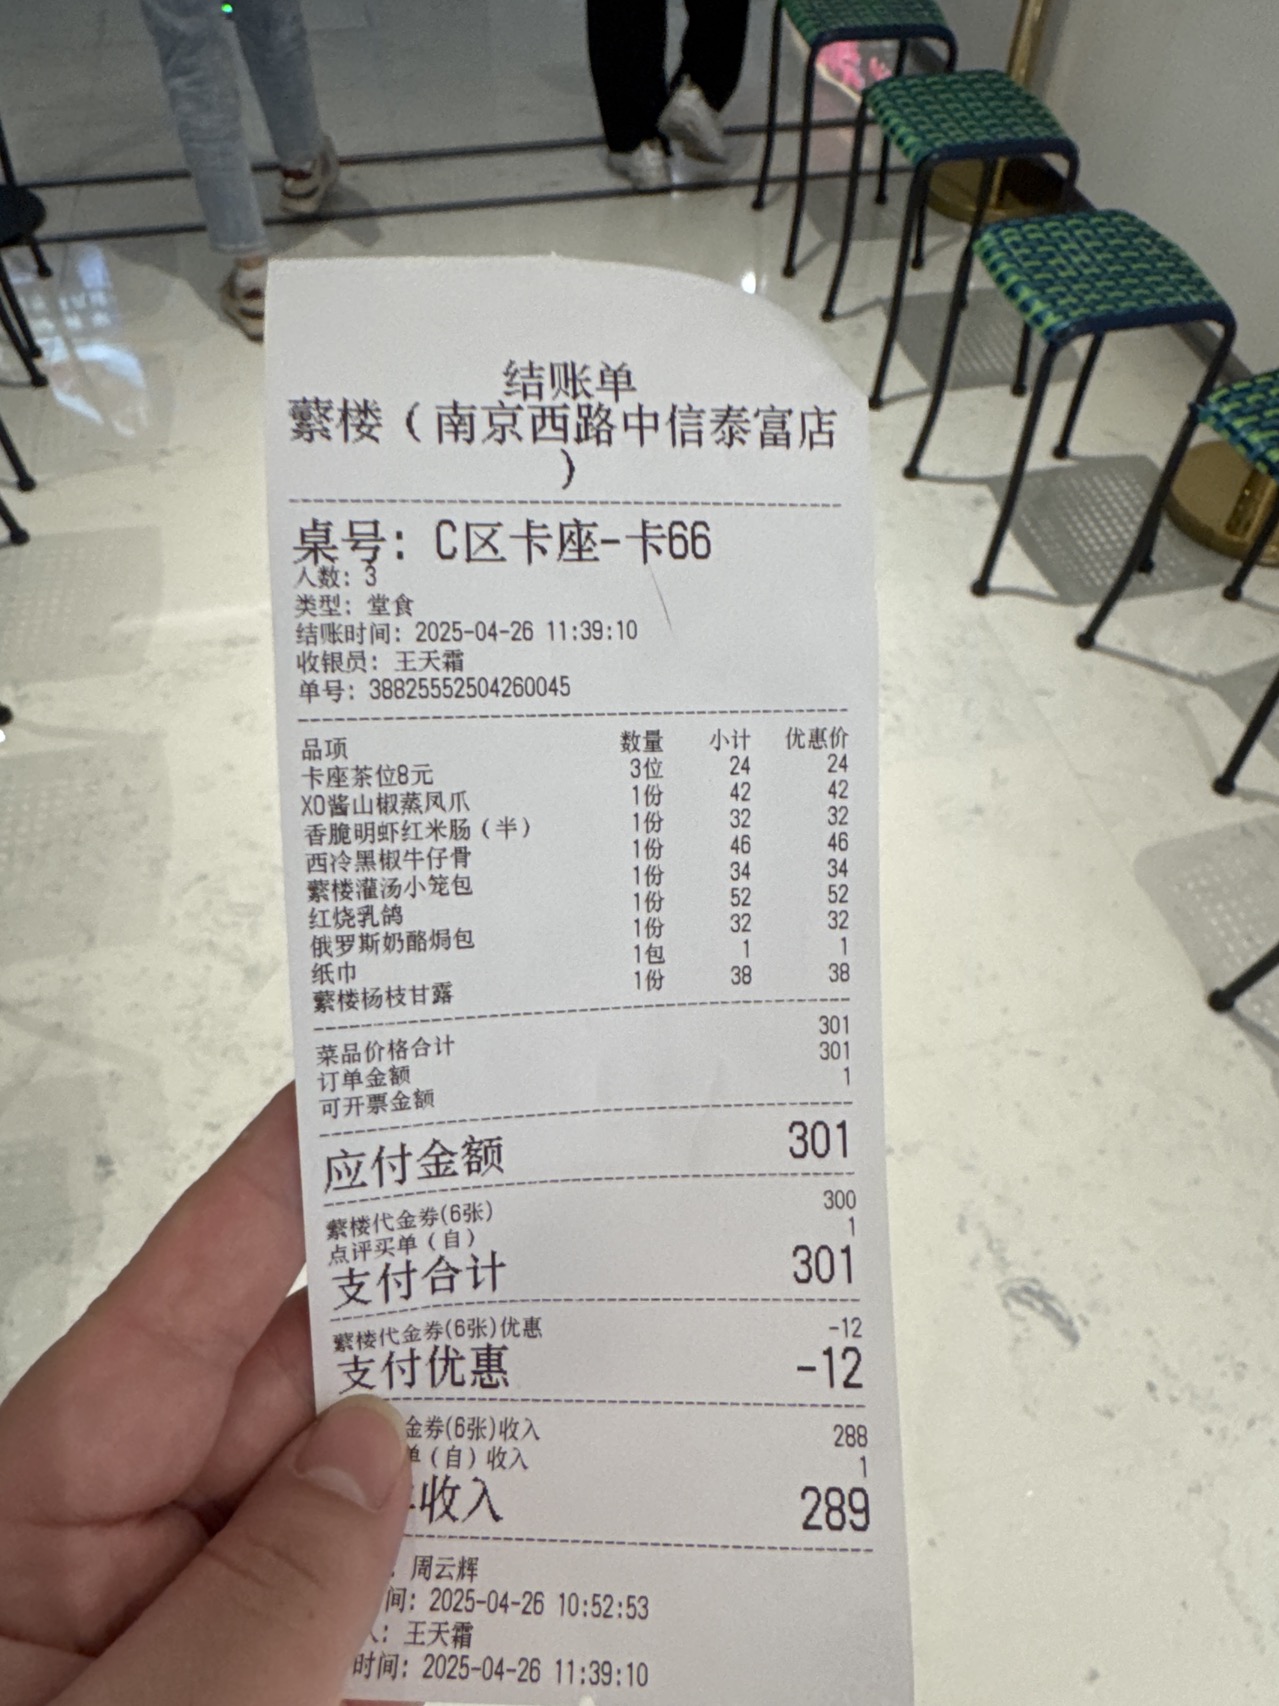 结账单
蘩楼（南京西路中信泰富店
）
桌号: C区卡座-卡66
人数: 3
类型: 堂食
结账时间: 2025-04-26 11:39:10
收银员: 王天霜
单号: 38825552504260045
品项 数量 小计 优惠价
卡座茶位8元 3位 24 24
XO酱山椒蒸凤爪 1份 42 42
香脆明虾红米肠（半） 1份 32 32
西冷黑椒牛仔骨 1份 46 46
蘩楼灌汤小笼包 1份 34 34
红烧乳鸽 1份 52 52
俄罗斯奶酪焗包 1份 32 32
纸巾 1包 1 1
蘩楼杨枝甘露 1份 38 38
菜品价格合计 301
订单金额 301
可开票金额 1
应付金额 301
蘩楼代金券(6张) 300
点评买单（自） 1
支付合计 301
蘩楼代金券(6张)优惠 -12
支付优惠 -12
金券(6张)收入 288
单（自）收入 1
收入 289
周云辉
间: 2025-04-26 10:52:53
人: 王天霜
时间: 2025-04-26 11:39:10